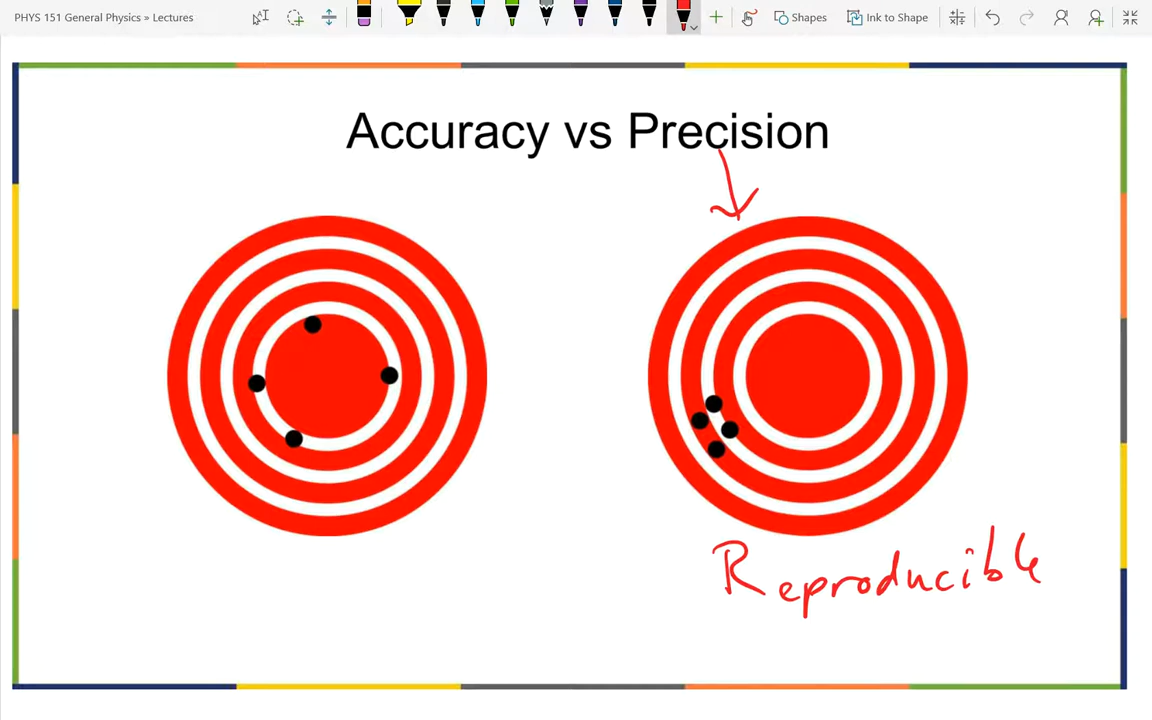 PHYS 151 General Physics » Lectures
Shapes
Ink to Shape
Accuracy vs Precision
Reproducible